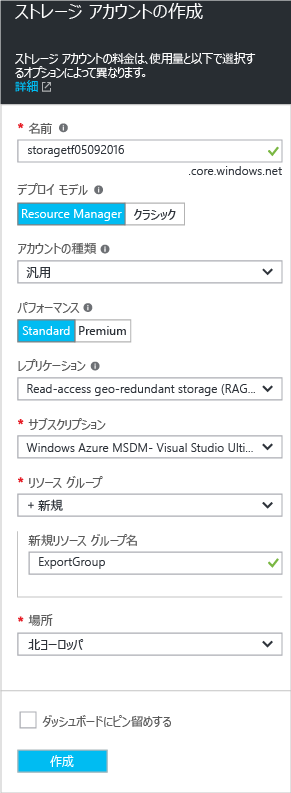 ストレージ アカウントの作成
ストレージ アカウントの料金は、使用量と以下で選択す
るオプションによって異なります。
詳細
* 名前
storagetf05092016
.core.windows.net
デプロイ モデル
Resource Manager クラシック
アカウントの種類
汎用
パフォーマンス
Standard Premium
レプリケーション
Read-access geo-redundant storage (RAG...
* サブスクリプション
Windows Azure MSDM- Visual Studio Ulti...
* リソース グループ
+ 新規
新規リソース グループ名
ExportGroup
* 場所
北ヨーロッパ
ダッシュボードにピン留めする
作成